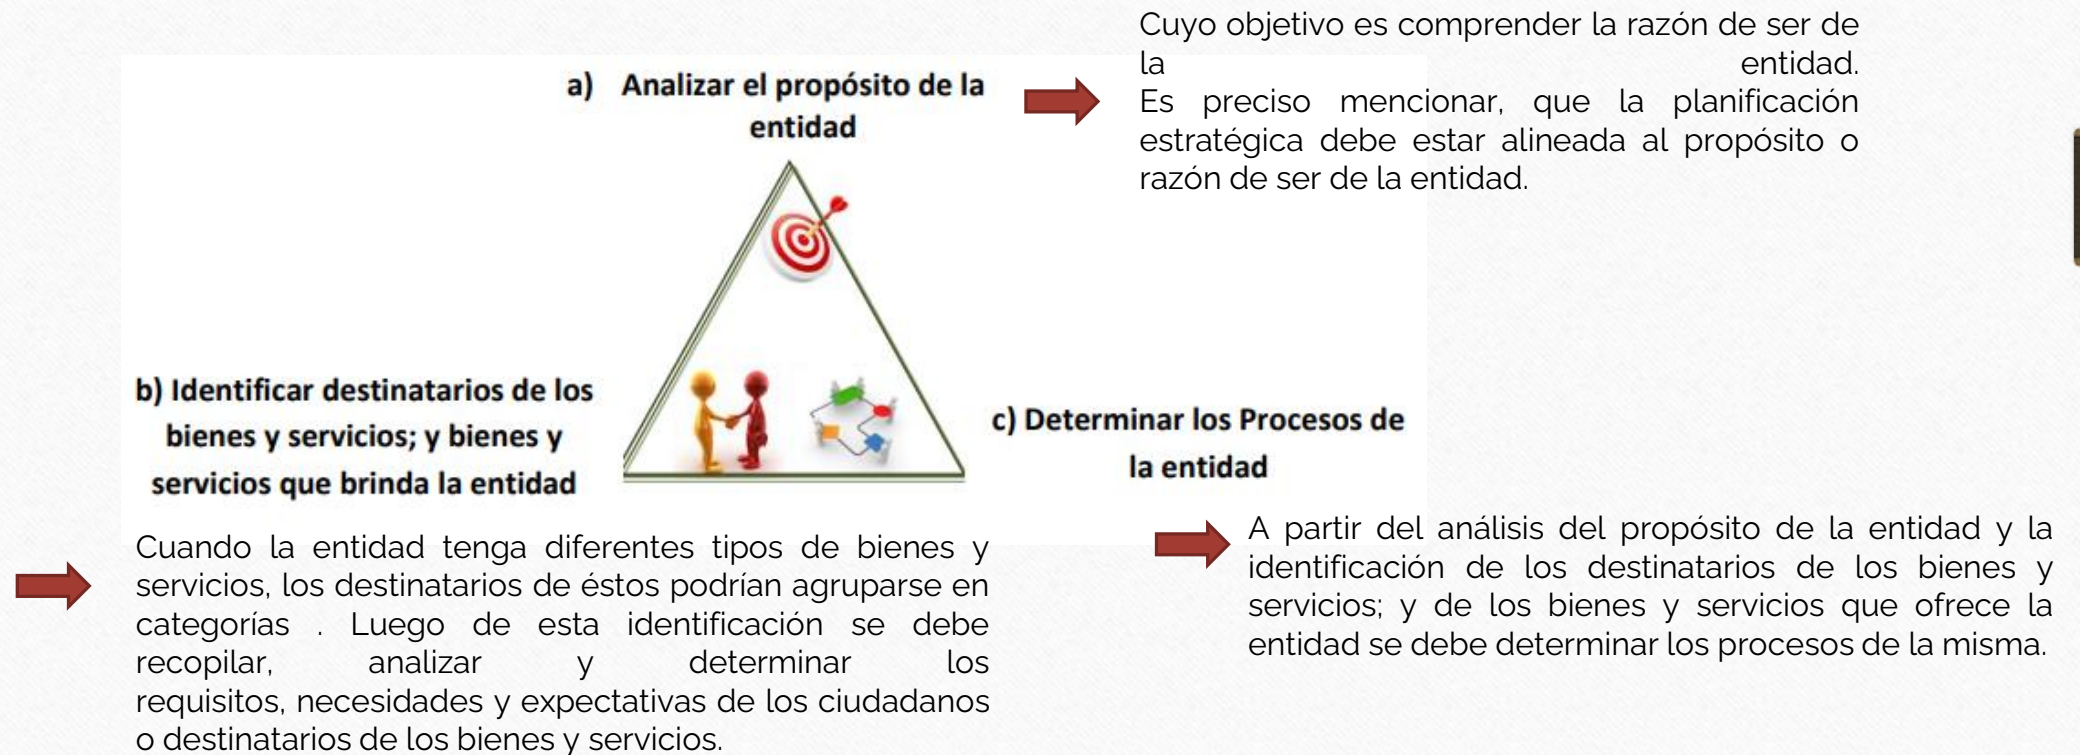 Cuyo objetivo es comprender la razón de ser de
la entidad.
Es preciso mencionar, que la planificación
estratégica debe estar alineada al propósito o
razón de ser de la entidad.
a) Analizar el propósito de la
entidad
b) Identificar destinatarios de los
bienes y servicios; y bienes y
servicios que brinda la entidad
c) Determinar los Procesos de
la entidad
Cuando la entidad tenga diferentes tipos de bienes y
servicios, los destinatarios de éstos podrían agruparse en
categorías . Luego de esta identificación se debe
recopilar, analizar y determinar los
requisitos, necesidades y expectativas de los ciudadanos
o destinatarios de los bienes y servicios.
A partir del análisis del propósito de la entidad y la
identificación de los destinatarios de los bienes y
servicios; y de los bienes y servicios que ofrece la
entidad se debe determinar los procesos de la misma.